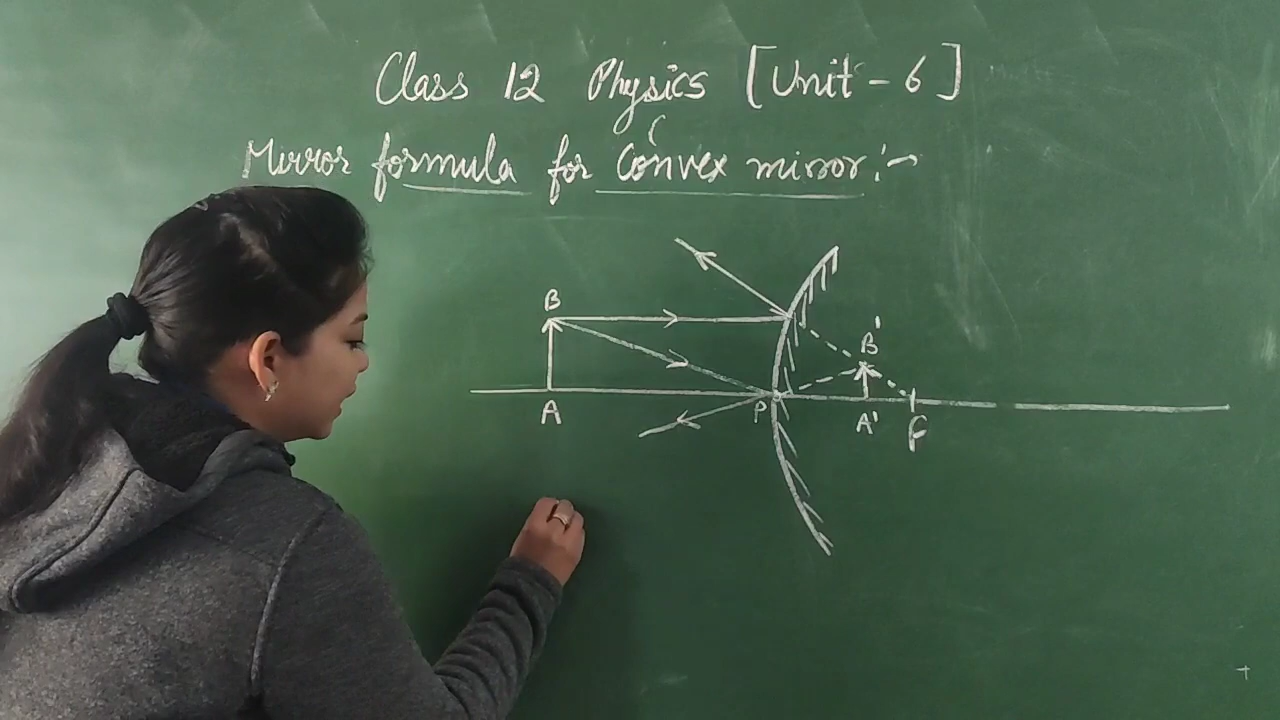 Class 12 Physics [Unit - 6]
Mirror formula for Convex mirror :-
B
B'
A
P
A'
F